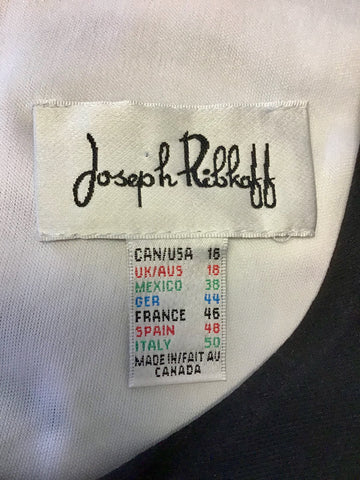 Joseph Ribkoff
CAN/USA 16
UK/AUS 18
MEXICO 38
GER 44
FRANCE 46
SPAIN 48
ITALY 50
MADE IN/FAIT AU
CANADA